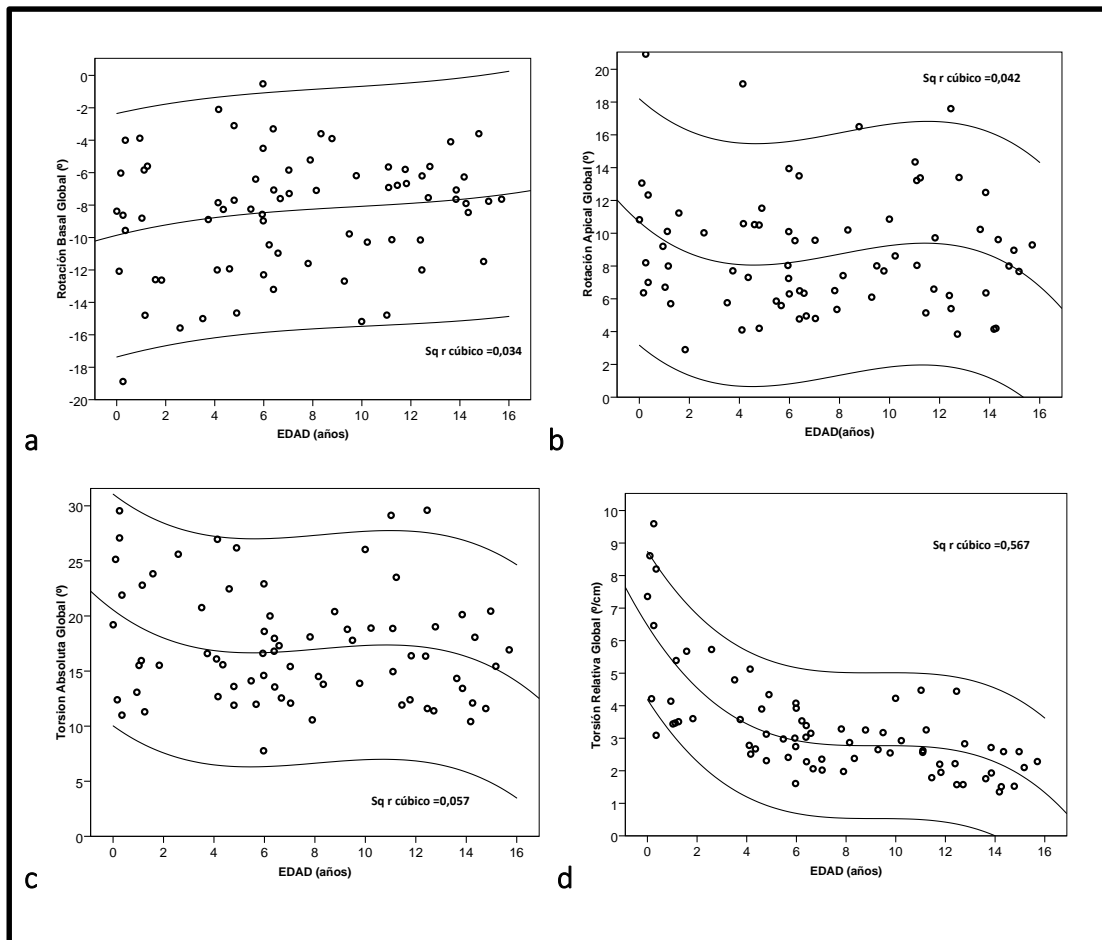 0
-2
-4
-6
-8
-10
-12
-14
-16
-18
-20
Rotación Basal Global (º)
Sq r cúbico =0,034
0 2 4 6 8 10 12 14 16
EDAD (años)
a
20
18
16
14
12
10
8
6
4
2
0
Rotación Apical Global (º)
Sq r cúbico =0,042
0 2 4 6 8 10 12 14 16
EDAD(años)
b
30
25
20
15
10
5
0
Torsion Absoluta Global (º)
Sq r cúbico =0,057
0 2 4 6 8 10 12 14 16
EDAD (años)
c
10
9
8
7
6
5
4
3
2
1
0
Torsión Relativa Global (º/cm)
Sq r cúbico =0,567
0 2 4 6 8 10 12 14 16
EDAD (años)
d